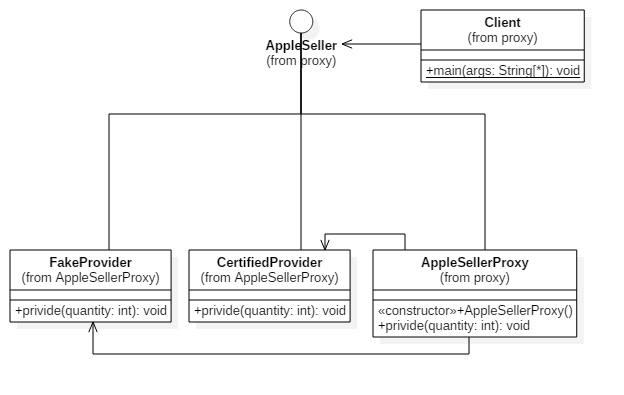 Client
(from proxy)
+main(args: String[*]): void
AppleSeller
(from proxy)
FakeProvider
(from AppleSellerProxy)
+privide(quantity: int): void
CertifiedProvider
(from AppleSellerProxy)
+privide(quantity: int): void
AppleSellerProxy
(from proxy)
«constructor»+AppleSellerProxy()
+privide(quantity: int): void